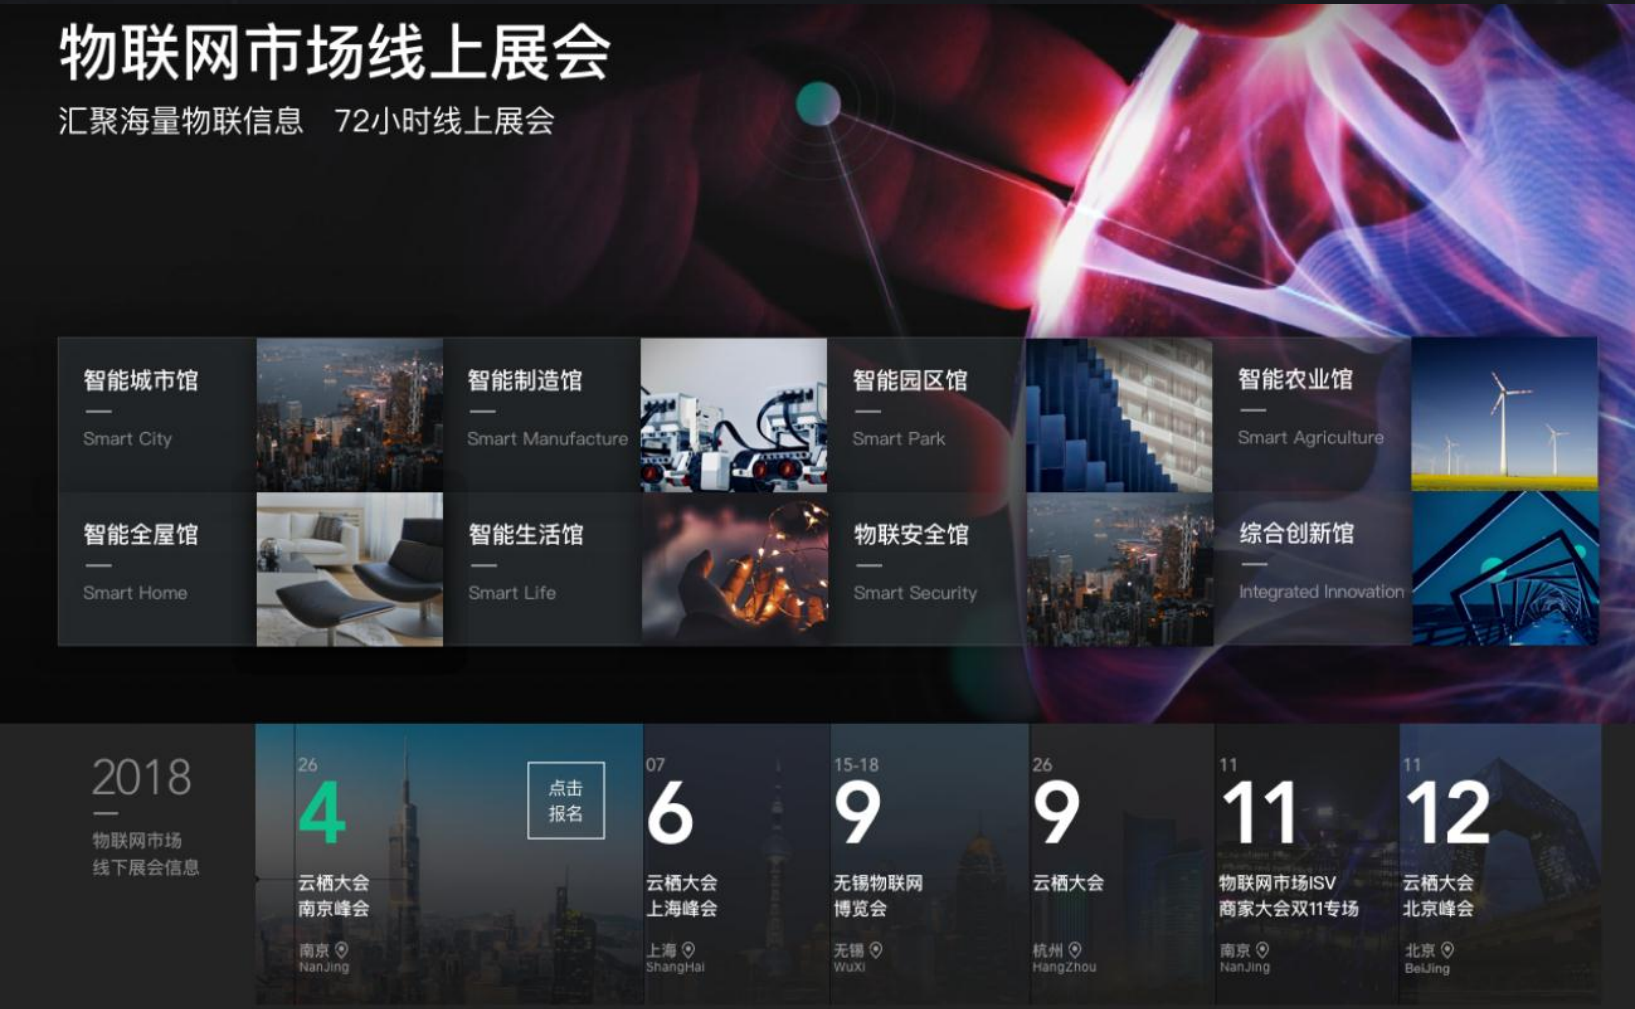 物联网市场线上展会
汇聚海量物联信息 72小时线上展会
智能城市馆
Smart City
智能制造馆
Smart Manufacture
智能园区馆
Smart Park
智能农业馆
Smart Agriculture
智能全屋馆
Smart Home
智能生活馆
Smart Life
物联安全馆
Smart Security
综合创新馆
Integrated Innovation
2018
物联网市场
线下展会信息
26
4
点击
报名
云栖大会
南京峰会
南京
NanJing
07
6
云栖大会
上海峰会
上海
ShangHai
15-18
9
无锡物联网
博览会
无锡
WuXi
26
9
云栖大会
杭州
HangZhou
11
11
物联网市场ISV
商家大会双11专场
南京
NanJing
11
12
云栖大会
北京峰会
北京
BeiJing